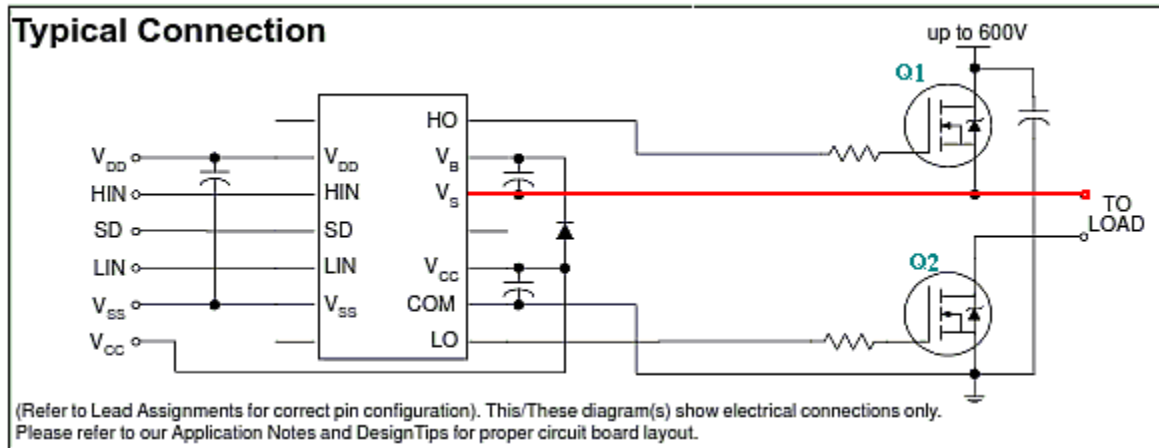 Typical Connection
up to 600V
Q1
HO
VDD
VDD
VB
HIN
HIN
VS
TO
LOAD
SD
SD
LIN
LIN
VCC
Q2
VSS
VSS
COM
VCC
LO
(Refer to Lead Assignments for correct pin configuration). This/These diagram(s) show electrical connections only.
Please refer to our Application Notes and DesignTips for proper circuit board layout.